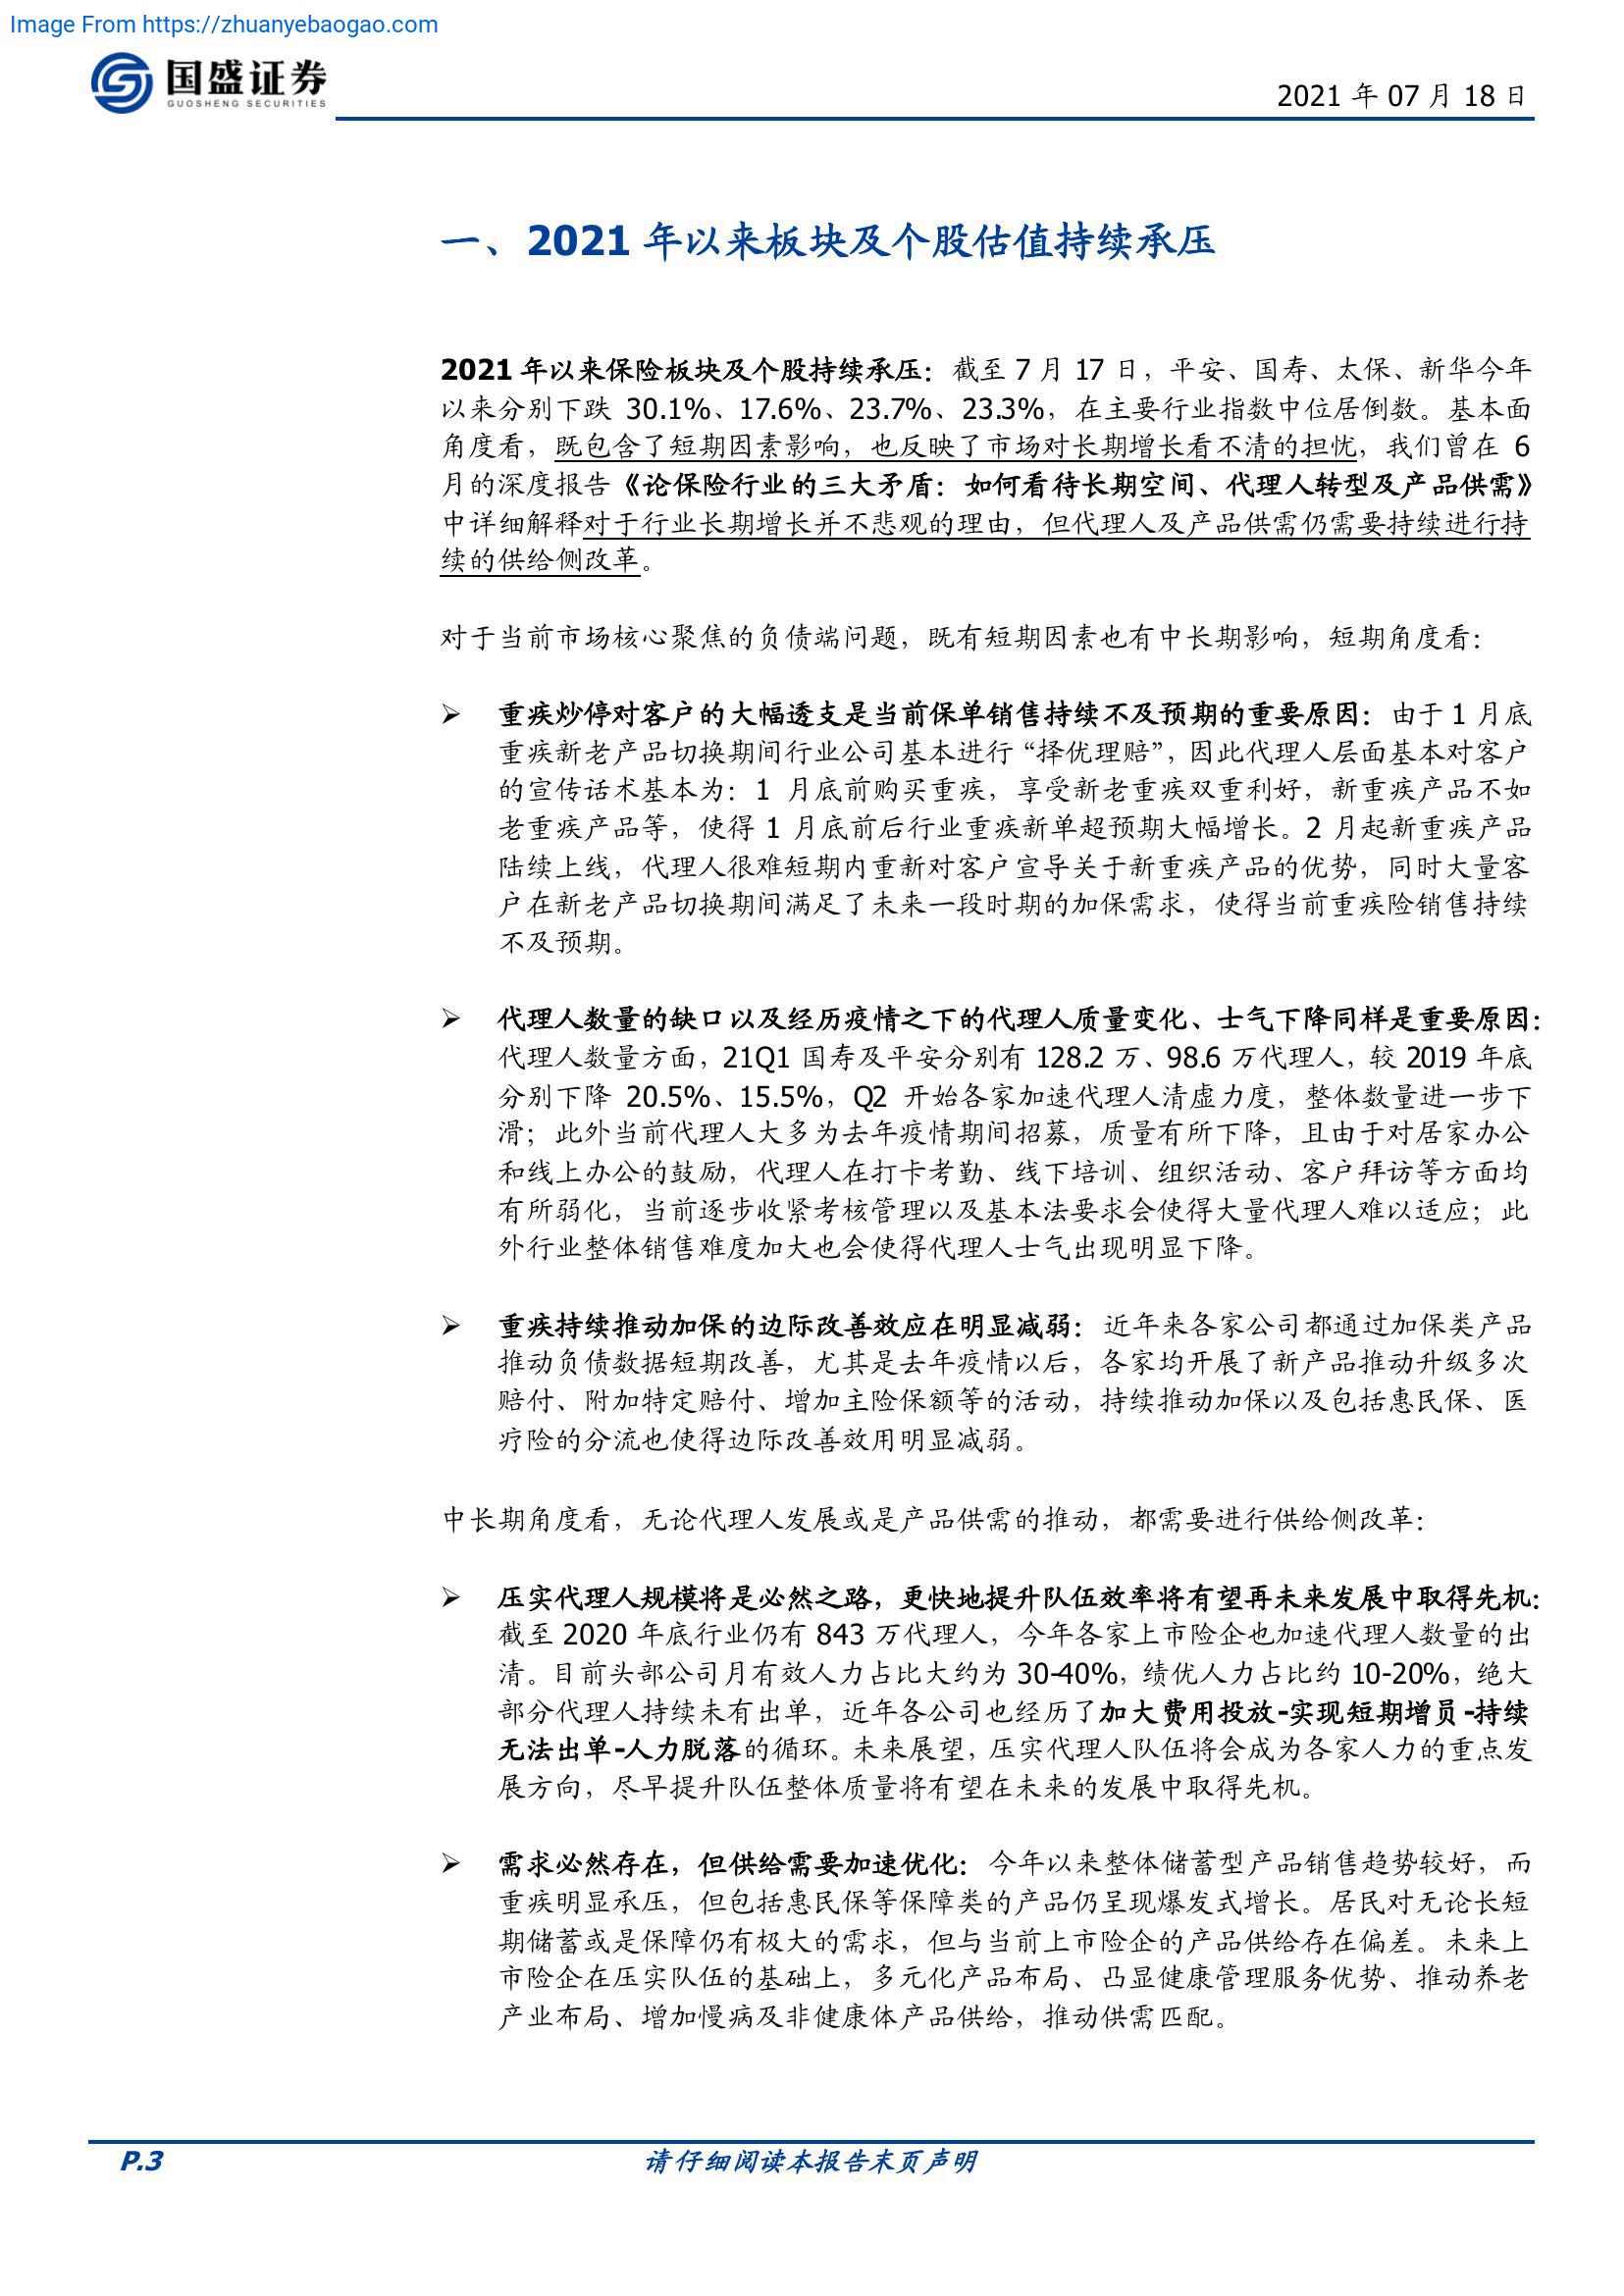 Image From https://zhuanyebaogao.com
国盛证券
GUOSHENG SECURITIES
2021 年 07 月 18 日
一、2021 年以来板块及个股估值持续承压
2021 年以来保险板块及个股持续承压：截至 7 月 17 日，平安、国寿、太保、新华今年
以来分别下跌 30.1%、17.6%、23.7%、23.3%，在主要行业指数中位居倒数。基本面
角度看，既包含了短期因素影响，也反映了市场对长期增长看不清的担忧，我们曾在 6
月的深度报告《论保险行业的三大矛盾：如何看待长期空间、代理人转型及产品供需》
中详细解释对于行业长期增长并不悲观的理由，但代理人及产品供需仍需要持续进行持
续的供给侧改革。
对于当前市场核心聚焦的负债端问题，既有短期因素也有中长期影响，短期角度看：
➢ 重疾炒停对客户的大幅透支是当前保单销售持续不及预期的重要原因：由于 1 月底
重疾新老产品切换期间行业公司基本进行“择优理赔”，因此代理人层面基本对客户
的宣传话术基本为：1 月底前购买重疾，享受新老重疾双重利好，新重疾产品不如
老重疾产品等，使得 1 月底前后行业重疾新单超预期大幅增长。2 月起新重疾产品
陆续上线，代理人很难短期内重新对客户宣导关于新重疾产品的优势，同时大量客
户在新老产品切换期间满足了未来一段时期的加保需求，使得当前重疾险销售持续
不及预期。
➢ 代理人数量的缺口以及经历疫情之下的代理人质量变化、士气下降同样是重要原因：
代理人数量方面，21Q1 国寿及平安分别有 128.2 万、98.6 万代理人，较 2019 年底
分别下降 20.5%、15.5%，Q2 开始各家加速代理人清虚力度，整体数量进一步下
滑；此外当前代理人大多为去年疫情期间招募，质量有所下降，且由于对居家办公
和线上办公的鼓励，代理人在打卡考勤、线下培训、组织活动、客户拜访等方面均
有所弱化，当前逐步收紧考核管理以及基本法要求会使得大量代理人难以适应；此
外行业整体销售难度加大也会使得代理人士气出现明显下降。
➢ 重疾持续推动加保的边际改善效应在明显减弱：近年来各家公司都通过加保类产品
推动负债数据短期改善，尤其是去年疫情以后，各家均开展了新产品推动升级多次
赔付、附加特定赔付、增加主险保额等的活动，持续推动加保以及包括惠民保、医
疗险的分流也使得边际改善效用明显减弱。
中长期角度看，无论代理人发展或是产品供需的推动，都需要进行供给侧改革：
➢ 压实代理人规模将是必然之路，更快地提升队伍效率将有望再未来发展中取得先机：
截至 2020 年底行业仍有 843 万代理人，今年各家上市险企也加速代理人数量的出
清。目前头部公司月有效人力占比大约为 30-40%，绩优人力占比约 10-20%，绝大
部分代理人持续未有出单，近年各公司也经历了加大费用投放-实现短期增员-持续
无法出单-人力脱落的循环。未来展望，压实代理人队伍将会成为各家人力的重点发
展方向，尽早提升队伍整体质量将有望在未来的发展中取得先机。
➢ 需求必然存在，但供给需要加速优化：今年以来整体储蓄型产品销售趋势较好，而
重疾明显承压，但包括惠民保等保障类的产品仍呈现爆发式增长。居民对无论长短
期储蓄或是保障仍有极大的需求，但与当前上市险企的产品供给存在偏差。未来上
市险企在压实队伍的基础上，多元化产品布局、凸显健康管理服务优势、推动养老
产业布局、增加慢病及非健康体产品供给，推动供需匹配。
P.3
请仔细阅读本报告末页声明